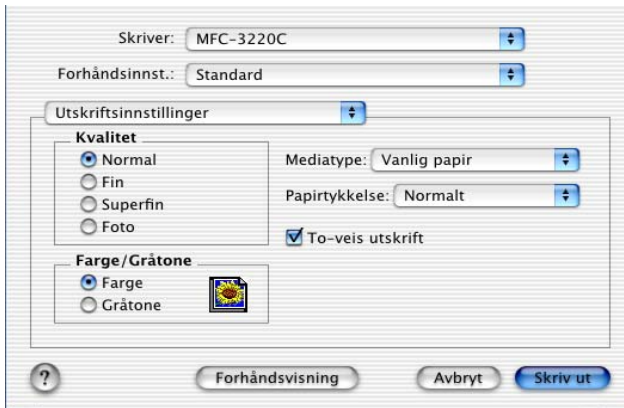 Skriver: MFC-3220C
Forhåndsinnst.: Standard
Utskriftsinnstillinger
Kvalitet
Normal
Fin
Superfin
Foto
Mediatype: Vanlig papir
Papirtykkelse: Normalt
To-veis utskrift
Farge/Gråtone
Farge
Gråtone
? Forhåndsvisning Avbryt Skriv ut